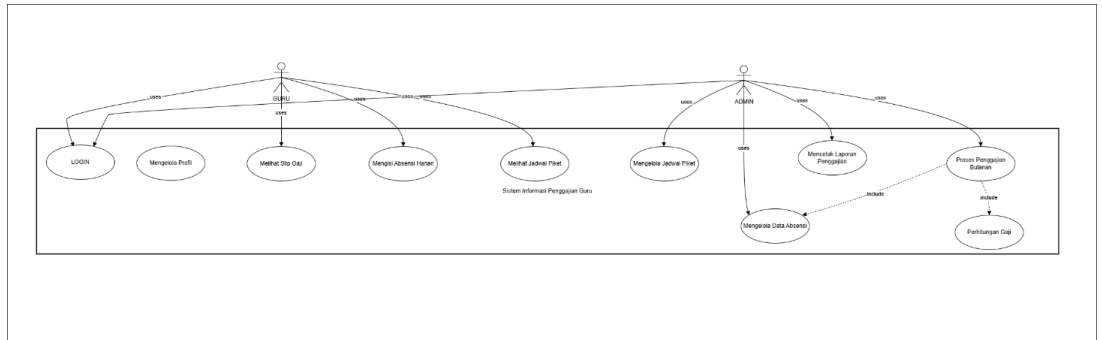 GURU
ADMIN
uses
uses
uses
uses
uses
uses
uses
uses
uses
LOGIN
Mengelola Profil
Melihat Slip Gaji
Mengisi Absensi Harian
Melihat Jadwal Piket
Mengelola Jadwal Piket
Mencetak Laporan
Penggajian
Proses Penggajian
Bulanan
Sistem Informasi Penggajian Guru
include
include
Mengelola Data Absensi
Perhitungan Gaji